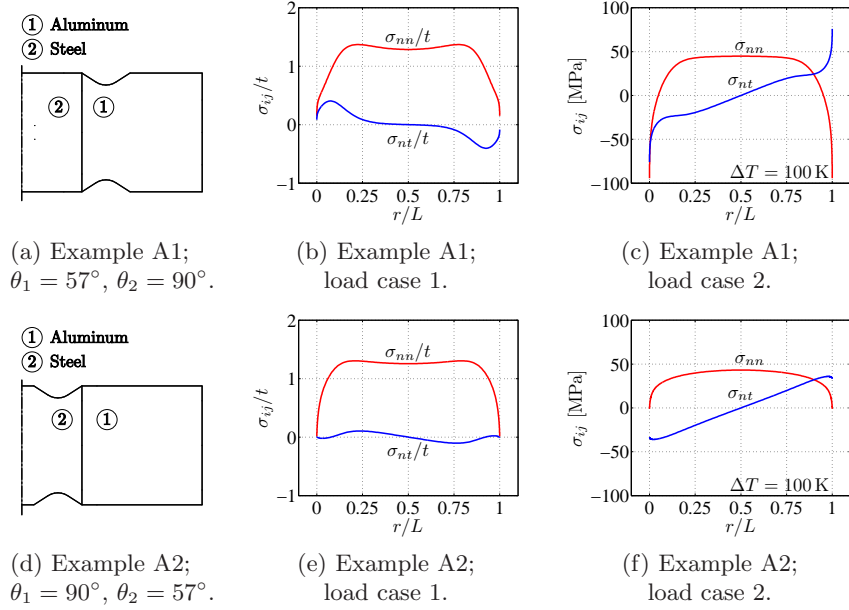 ① Aluminum
② Steel
② ①
(a) Example A1;
θ₁ = 57°, θ₂ = 90°.
2
1
0
−1
σᵢⱼ/t
σₙₙ/t
σₙₜ/t
0 0.25 0.5 0.75 1
r/L
(b) Example A1;
load case 1.
100
50
0
−50
−100
σᵢⱼ [MPa]
σₙₙ
σₙₜ
ΔT = 100 K
0 0.25 0.5 0.75 1
r/L
(c) Example A1;
load case 2.
① Aluminum
② Steel
② ①
(d) Example A2;
θ₁ = 90°, θ₂ = 57°.
2
1
0
−1
σᵢⱼ/t
σₙₙ/t
σₙₜ/t
0 0.25 0.5 0.75 1
r/L
(e) Example A2;
load case 1.
100
50
0
−50
−100
σᵢⱼ [MPa]
σₙₙ
σₙₜ
ΔT = 100 K
0 0.25 0.5 0.75 1
r/L
(f) Example A2;
load case 2.